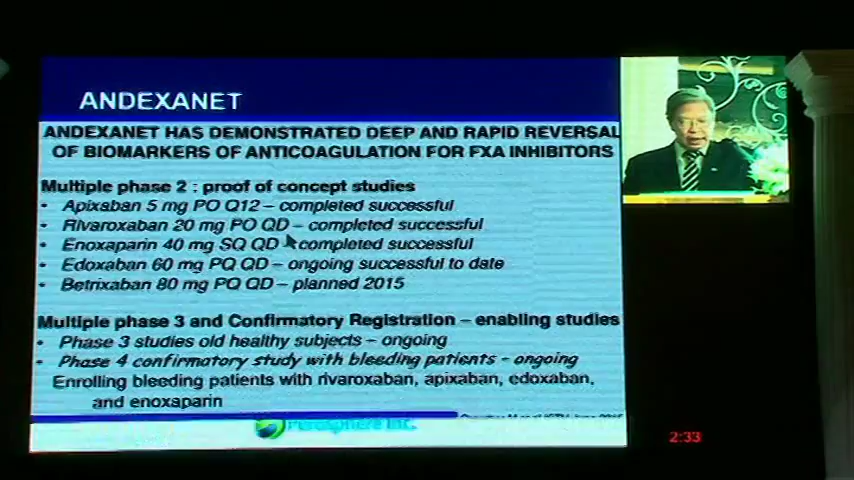 ANDEXANET
ANDEXANET HAS DEMONSTRATED DEEP AND RAPID REVERSAL
OF BIOMARKERS OF ANTICOAGULATION FOR FXA INHIBITORS
Multiple phase 2 : proof of concept studies
• Apixaban 5 mg PO Q12 – completed successful
• Rivaroxaban 20 mg PO QD – completed successful
• Enoxaparin 40 mg SQ QD – completed successful
• Edoxaban 60 mg PQ QD – ongoing successful to date
• Betrixaban 80 mg PO QD – planned 2015
Multiple phase 3 and Confirmatory Registration – enabling studies
• Phase 3 studies old healthy subjects – ongoing
• Phase 4 confirmatory study with bleeding patients – ongoing
Enrolling bleeding patients with rivaroxaban, apixaban, edoxaban,
and enoxaparin
Perosphere Inc.
2:33